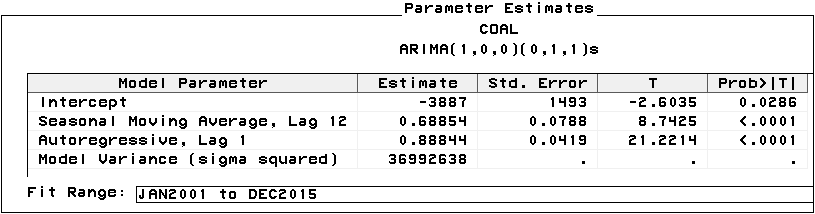 Parameter Estimates
COAL
ARIMA(1,0,0)(0,1,1)s
Model Parameter Estimate Std. Error T Prob>|T|
Intercept -3887 1493 -2.6035 0.0286
Seasonal Moving Average, Lag 12 0.68854 0.0788 8.7425 <.0001
Autoregressive, Lag 1 0.88844 0.0419 21.2214 <.0001
Model Variance (sigma squared) 36992638 . . .
Fit Range: JAN2001 to DEC2015